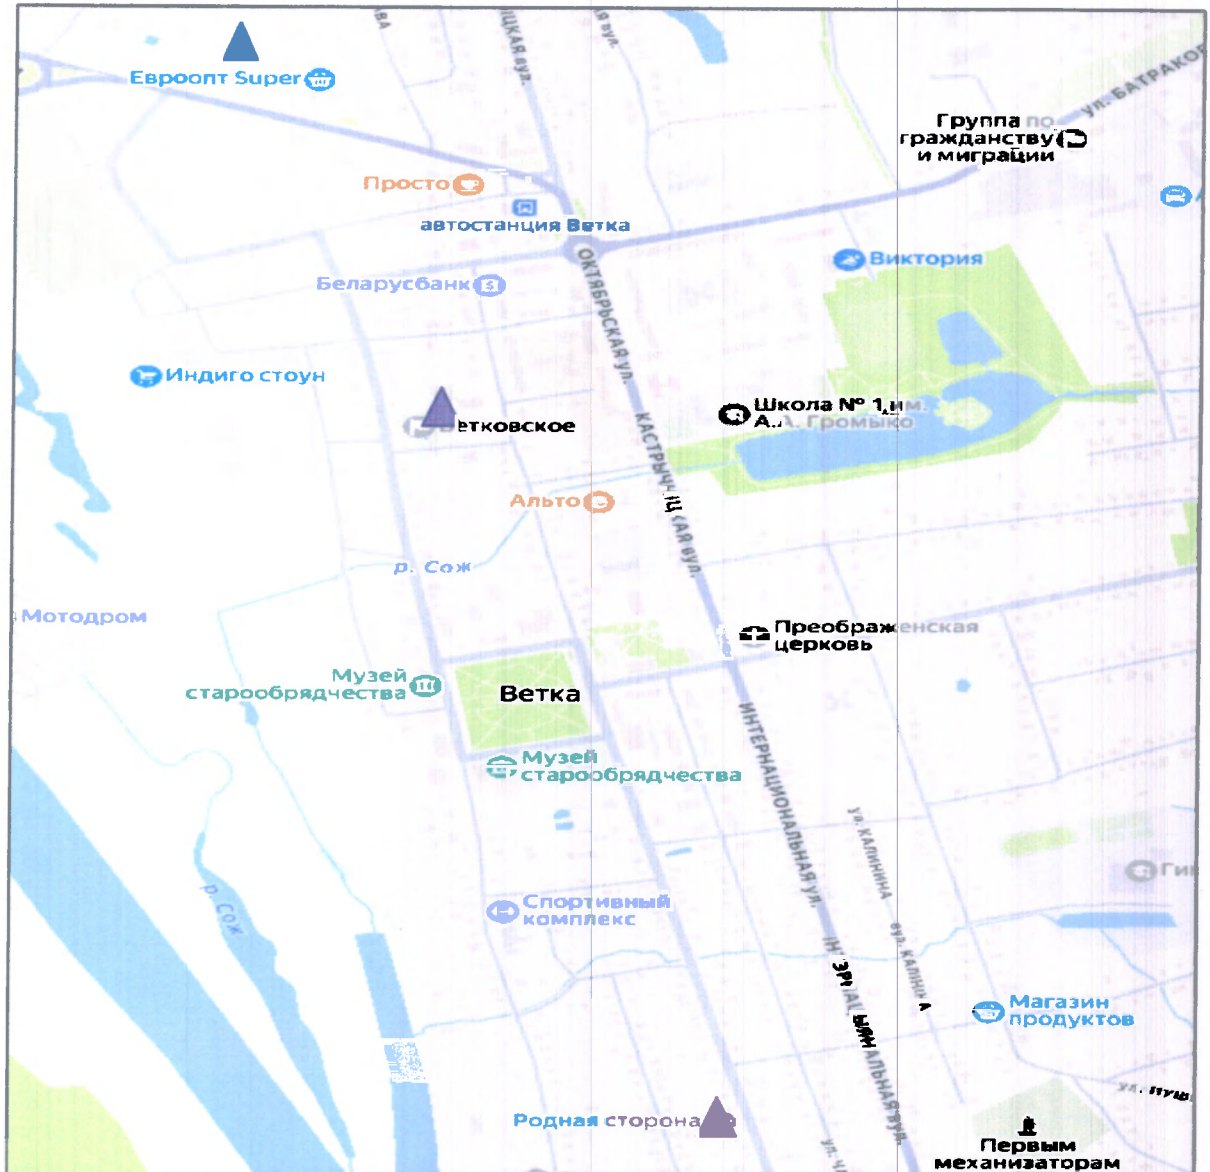 Евроопт Super
ул. БАТРАКОВ
Группа по
гражданству
и миграции
Просто
автостанция Ветка
Виктория
Беларусбанк
ОКТЯБРЬСКАЯ ул.
Индиго стоун
Школа № 1 им.
А. Громыко
етковское
Альто
р. Сож
Мотодром
Преображенская
церковь
Музей
старообрядчества
Ветка
Музей
старообрядчества
ИНТЕРНАЦИОНАЛЬНАЯ ул.
ул. КАЛИНИНА
вул. КАЛИНІНА
р. Сож
Спортивный
комплекс
Магазин
продуктов
Родная сторона
Первым
механизаторам